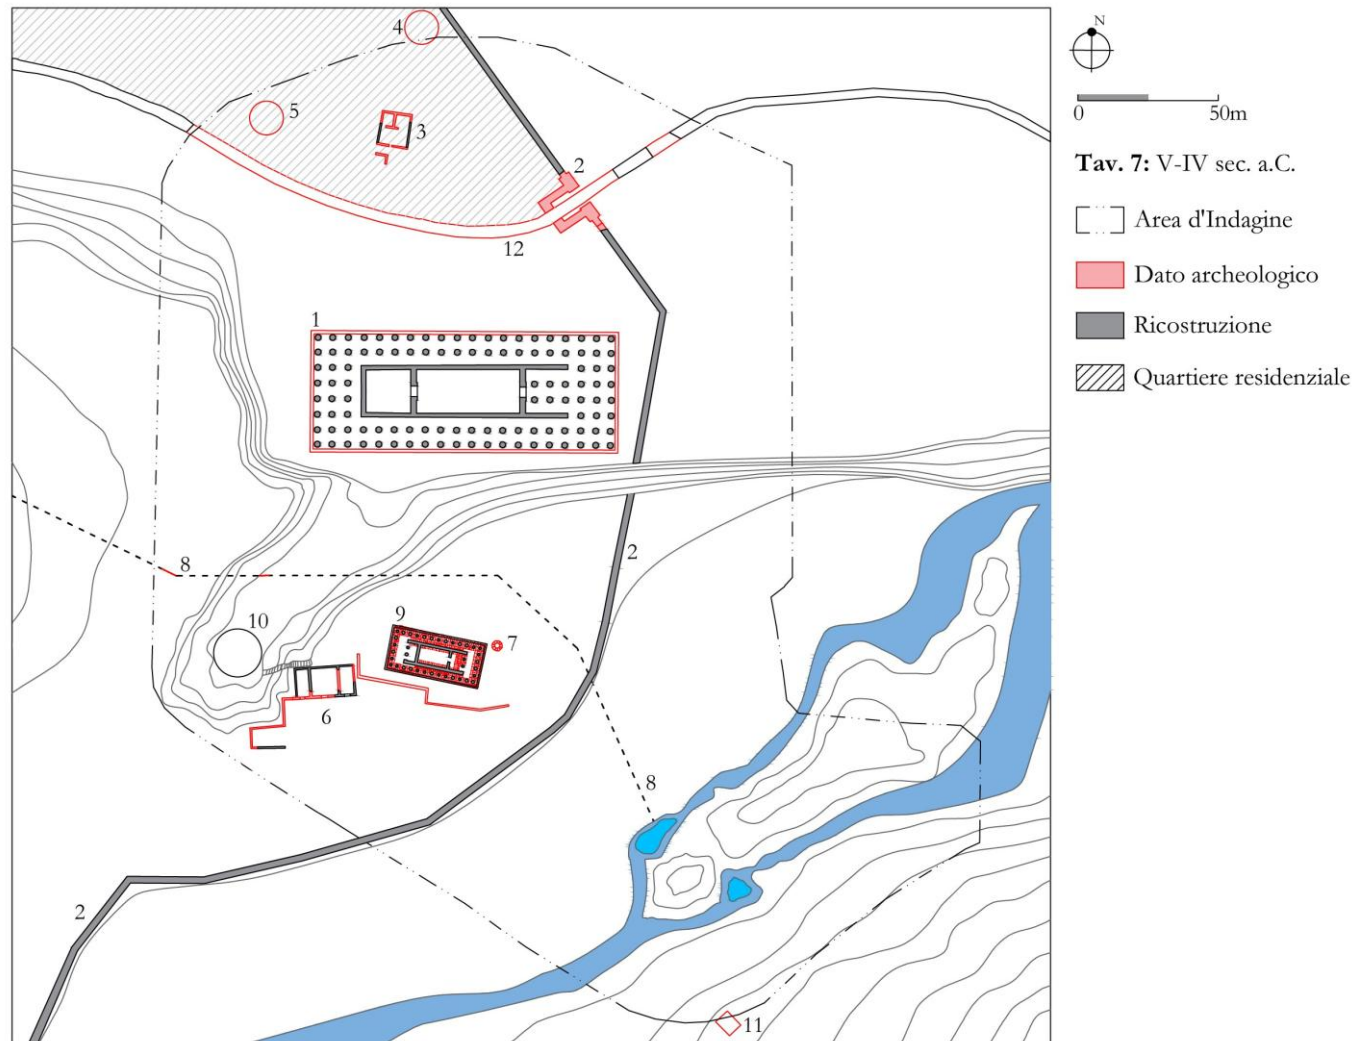 4
N
5
3
0
50m
2
Tav. 7: V-IV sec. a.C.
Area d'Indagine
12
Dato archeologico
1
Ricostruzione
Quartiere residenziale
2
8
9
10
7
6
8
2
11